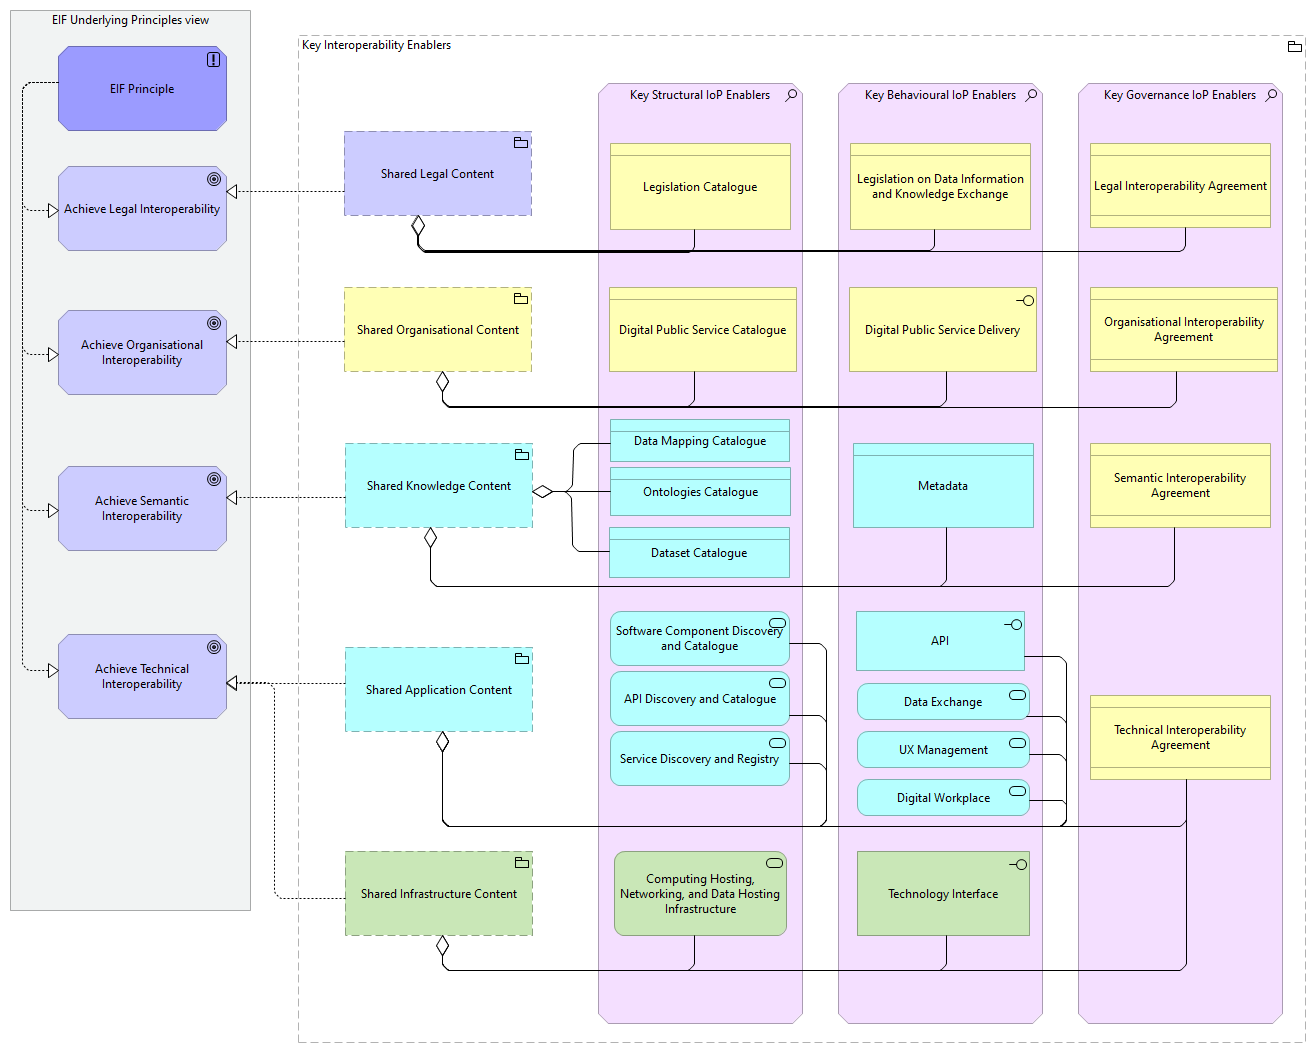 EIF Underlying Principles view
EIF Principle
Achieve Legal Interoperability
Achieve Organisational
Interoperability
Achieve Semantic
Interoperability
Achieve Technical
Interoperability
Key Interoperability Enablers
Key Structural IoP Enablers
Key Behavioural IoP Enablers
Key Governance IoP Enablers
Shared Legal Content
Legislation Catalogue
Legislation on Data Information
and Knowledge Exchange
Legal Interoperability Agreement
Shared Organisational Content
Digital Public Service Catalogue
Digital Public Service Delivery
Organisational Interoperability
Agreement
Shared Knowledge Content
Data Mapping Catalogue
Ontologies Catalogue
Dataset Catalogue
Metadata
Semantic Interoperability
Agreement
Shared Application Content
Software Component Discovery
and Catalogue
API Discovery and Catalogue
Service Discovery and Registry
API
Data Exchange
UX Management
Digital Workplace
Technical Interoperability
Agreement
Shared Infrastructure Content
Computing Hosting,
Networking, and Data Hosting
Infrastructure
Technology Interface